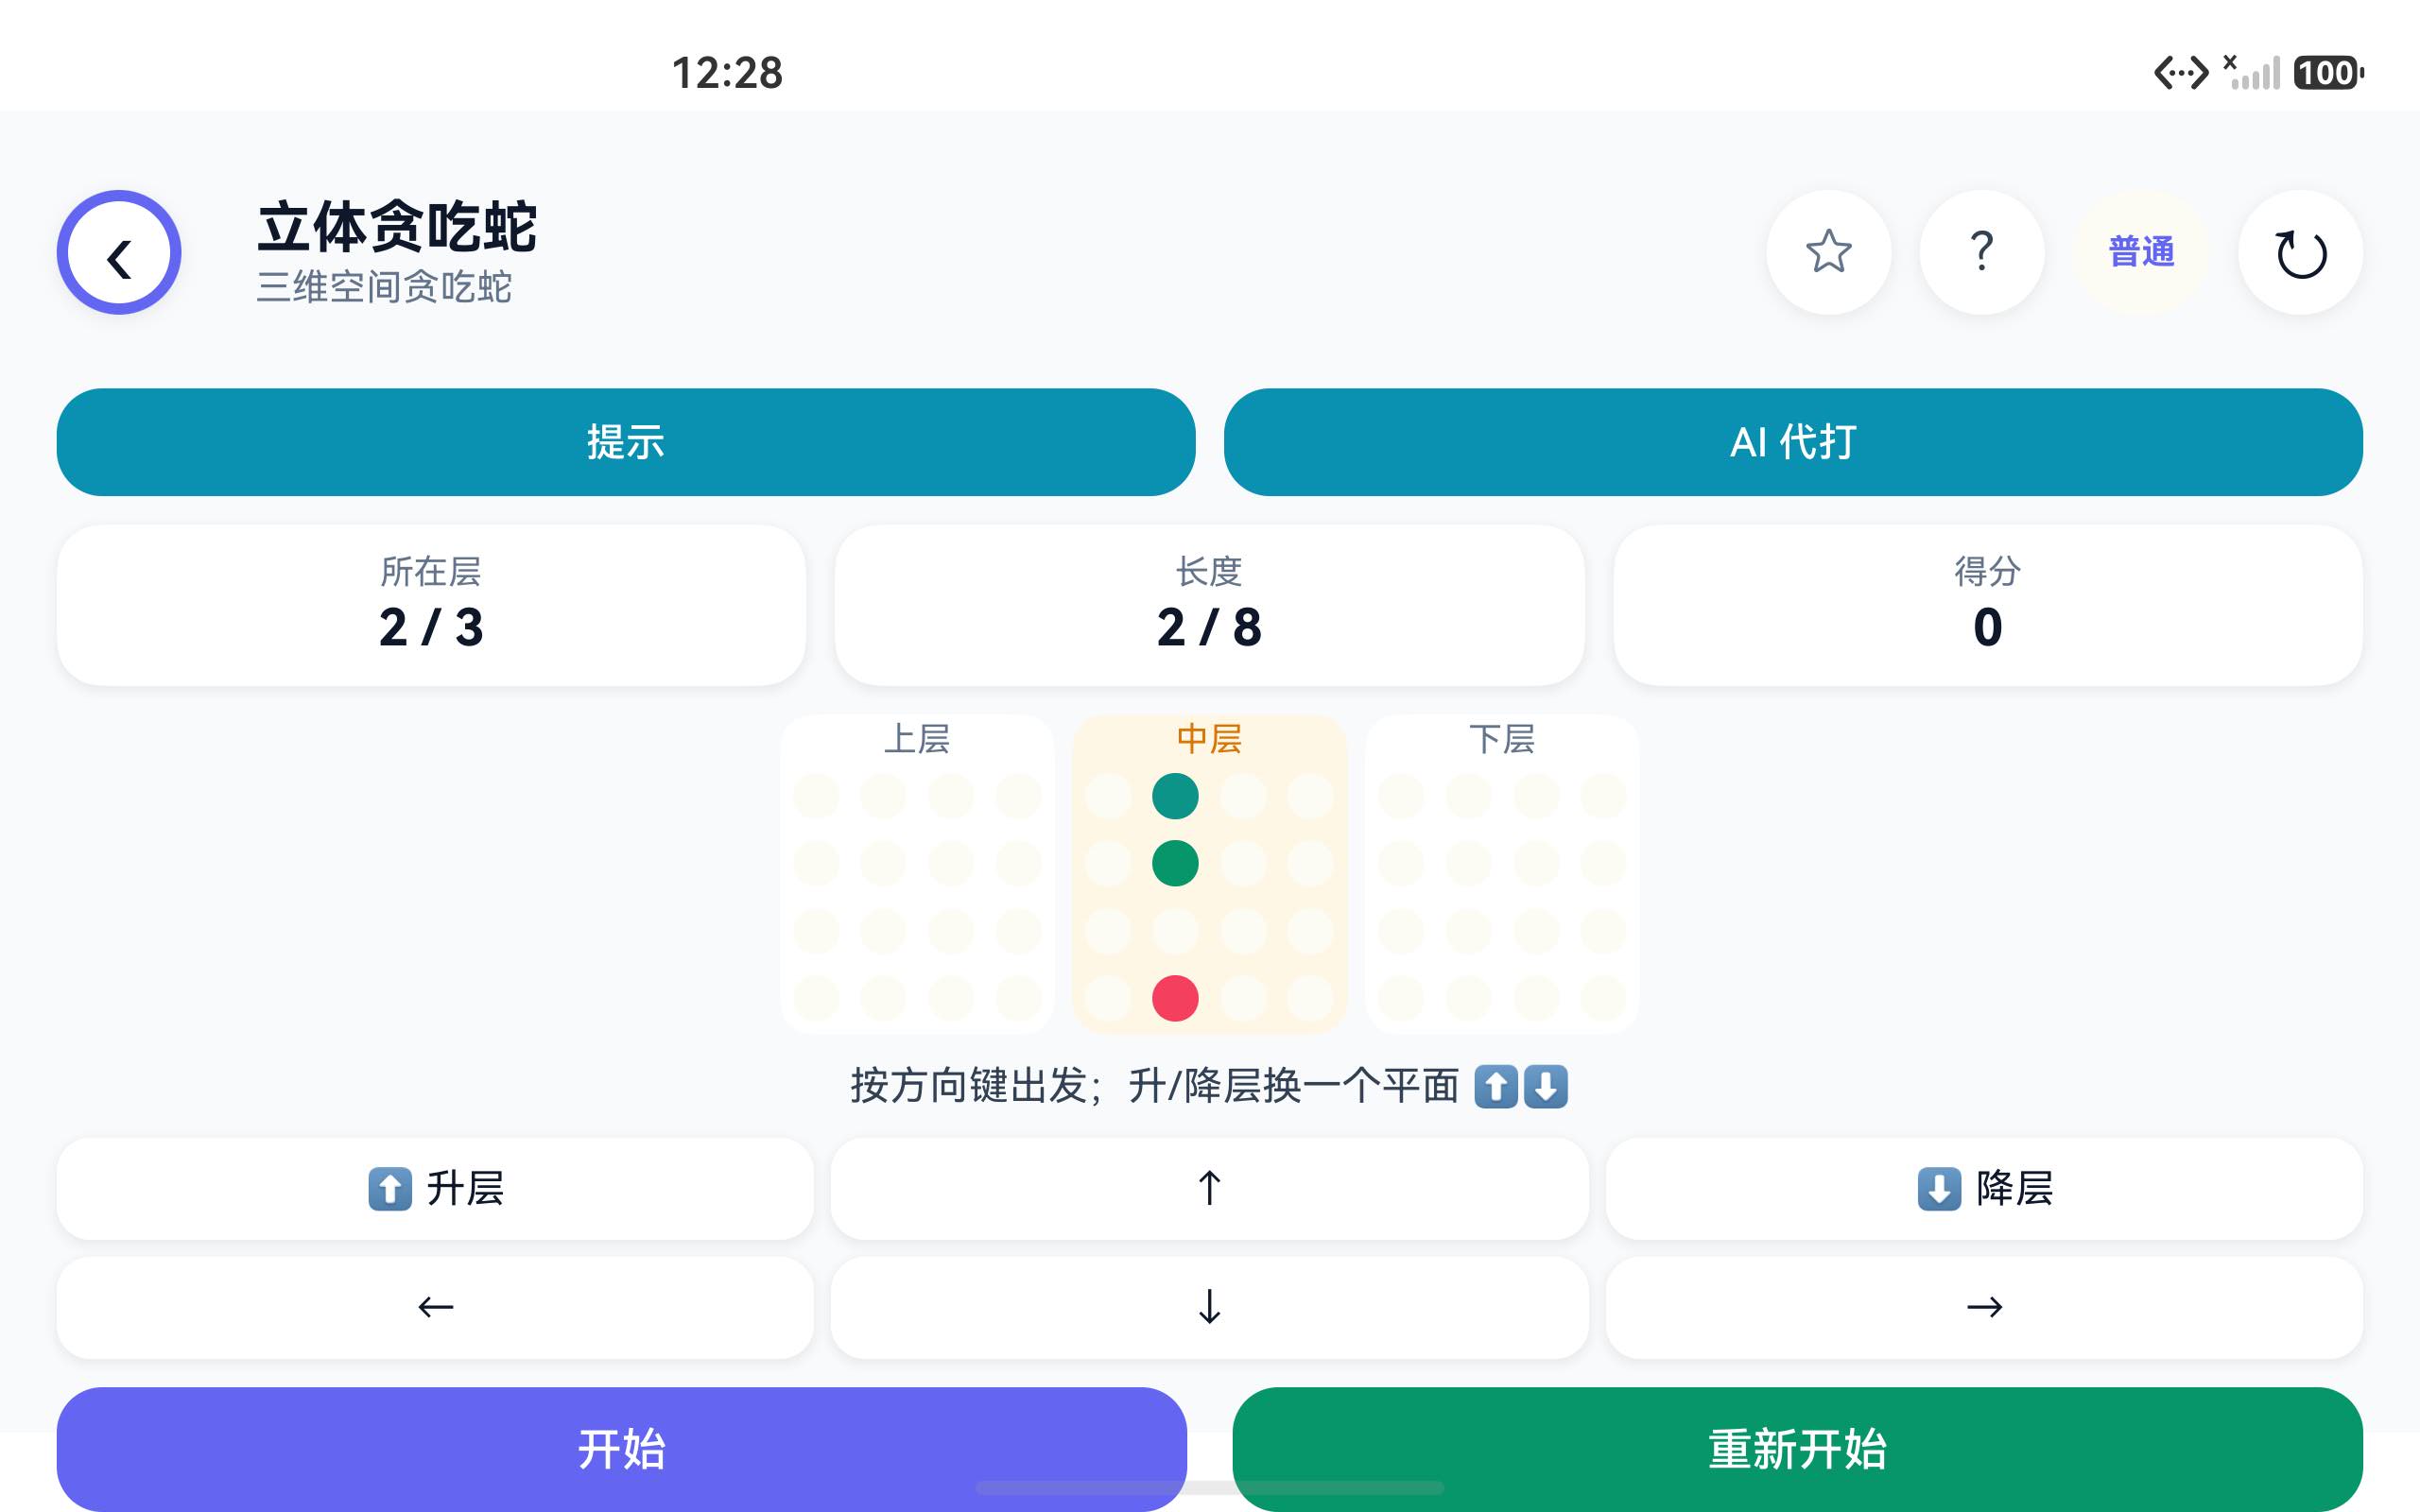 12:28
100
立体贪吃蛇
三维空间贪吃蛇
?
普通
提示
AI 代打
所在层
2 / 3
长度
2 / 8
得分
0
上层
中层
下层
按方向键出发；升/降层换一个平面 ⬆️⬇️
⬆️ 升层
↑
⬇️ 降层
←
↓
→
开始
重新开始